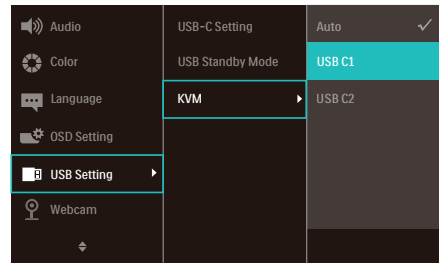 Audio
Color
Language
OSD Setting
USB Setting
Webcam
USB-C Setting
USB Standby Mode
KVM
Auto
USB C1
USB C2